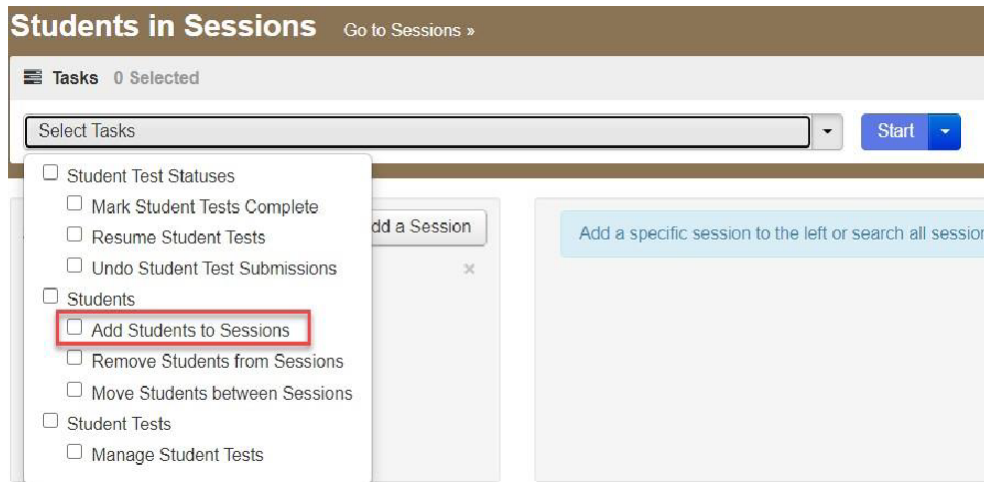 Students in Sessions Go to Sessions »
Tasks 0 Selected
Select Tasks Start
Student Test Statuses
Mark Student Tests Complete
dd a Session
Add a specific session to the left or search all session
Resume Student Tests
Undo Student Test Submissions
Students
Add Students to Sessions
Remove Students from Sessions
Move Students between Sessions
Student Tests
Manage Student Tests